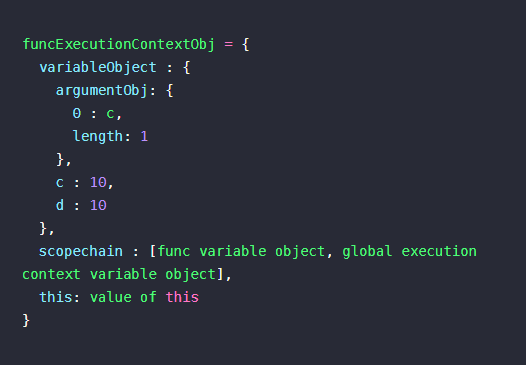 funcExecutionContextObj = {
variableObject : {
argumentObj: {
0 : c,
length: 1
},
c : 10,
d : 10
},
scopechain : [func variable object, global execution
context variable object],
this: value of this
}